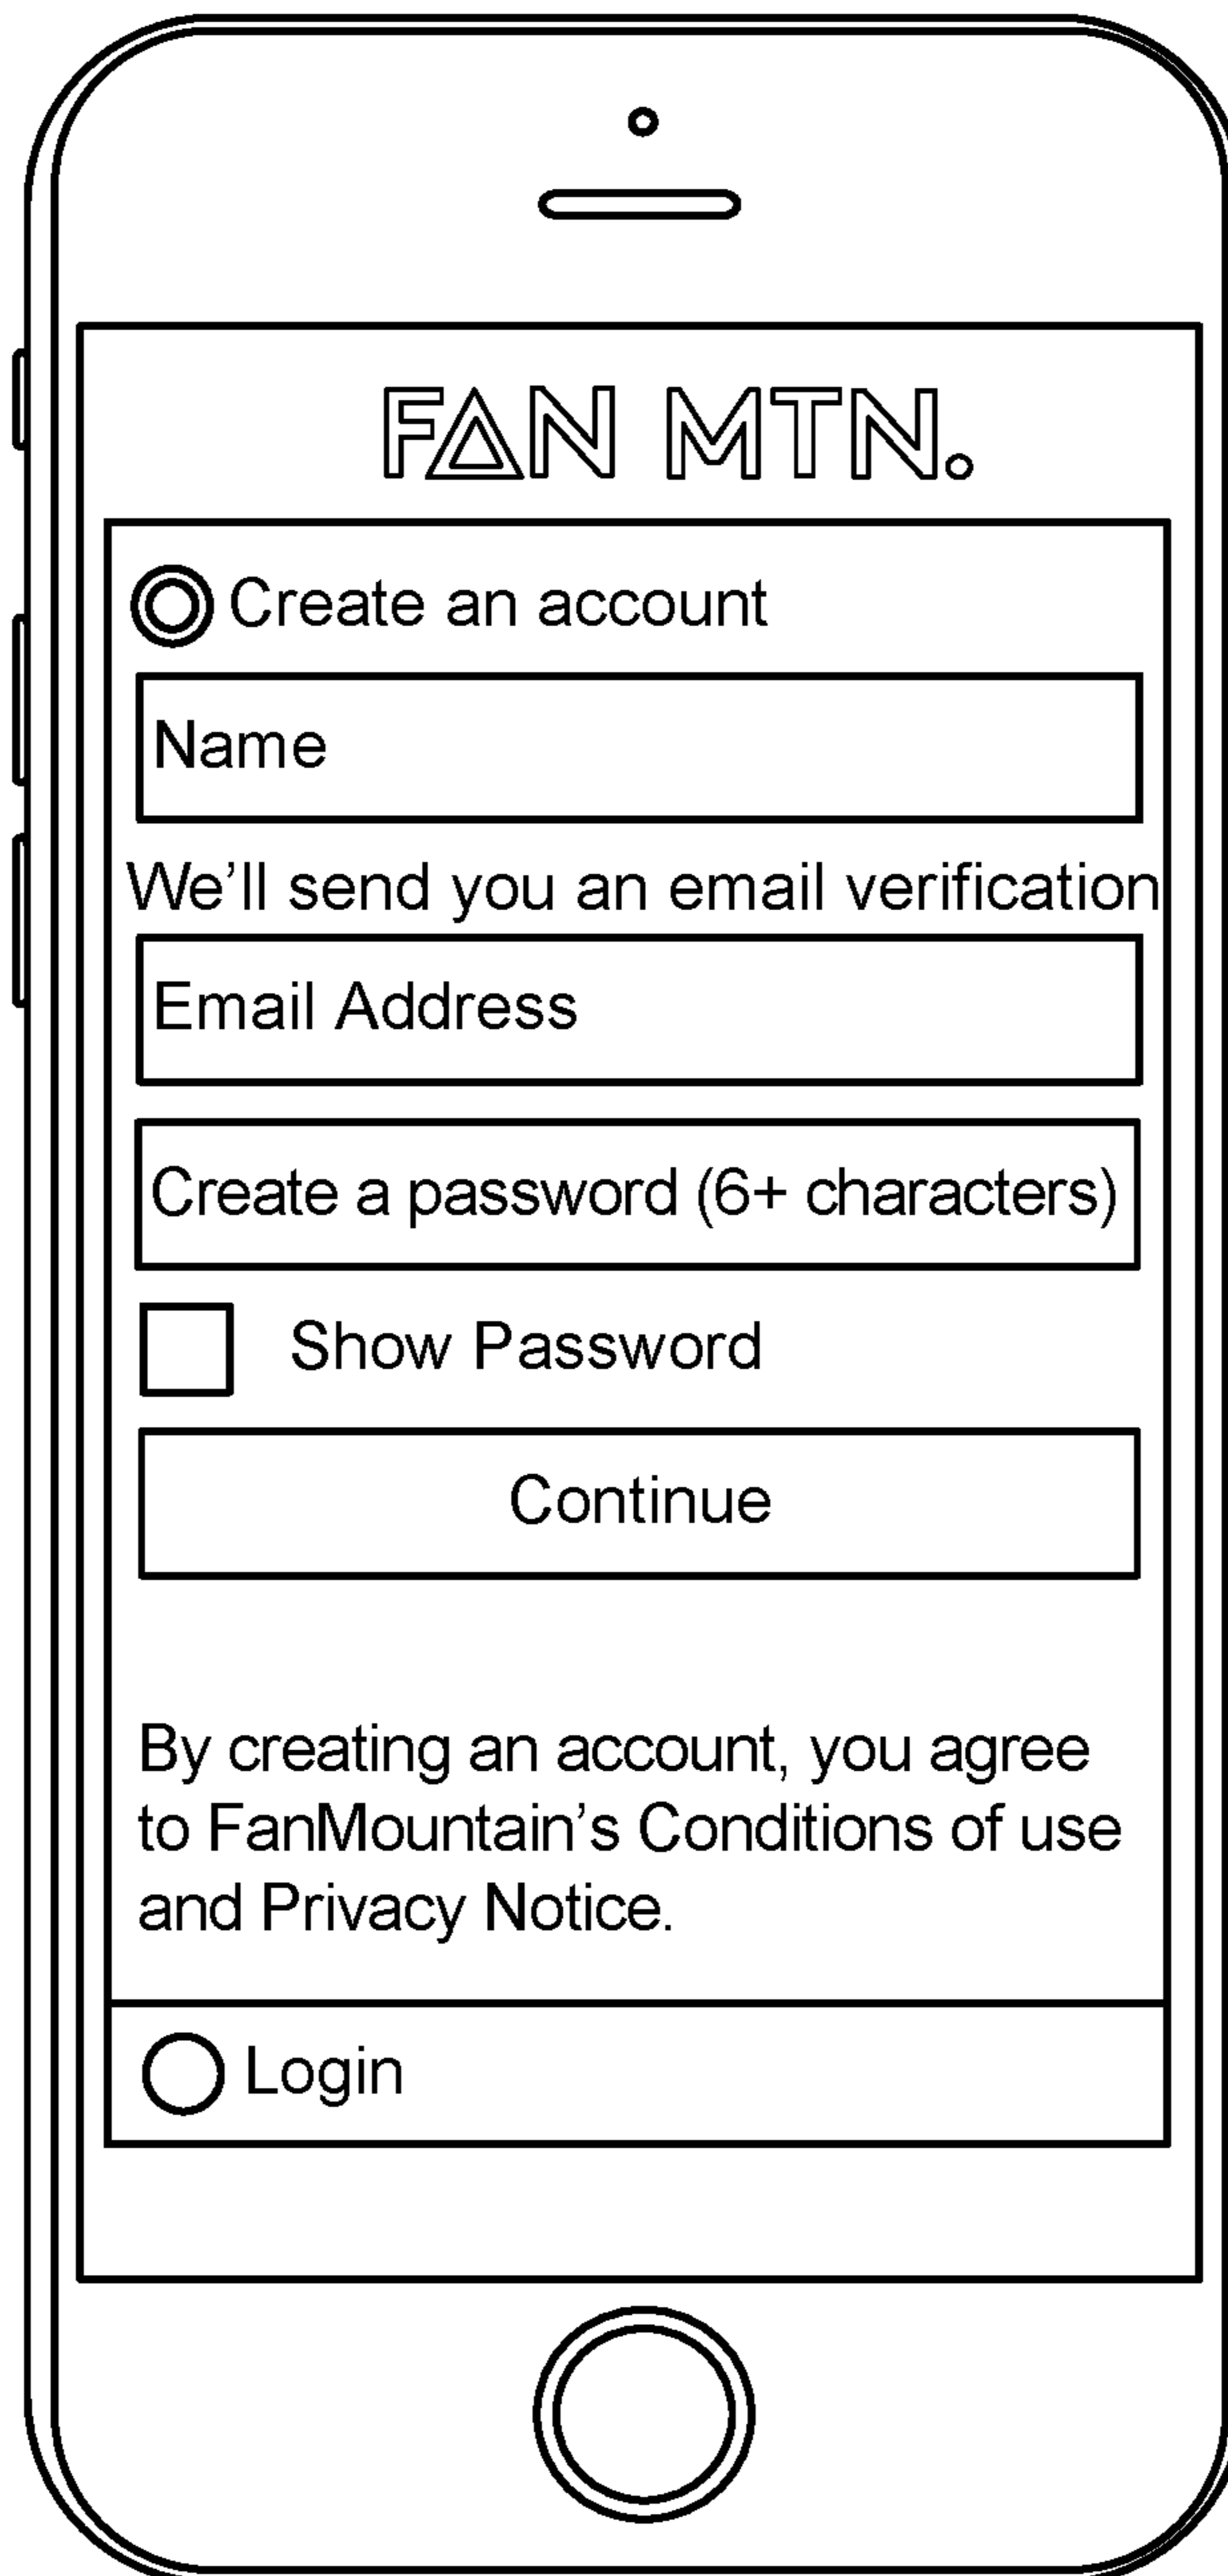 FAN MTN.
Create an account
Name
We’ll send you an email verification
Email Address
Create a password (6+ characters)
Show Password
Continue
By creating an account, you agree
to FanMountain’s Conditions of use
and Privacy Notice.
Login